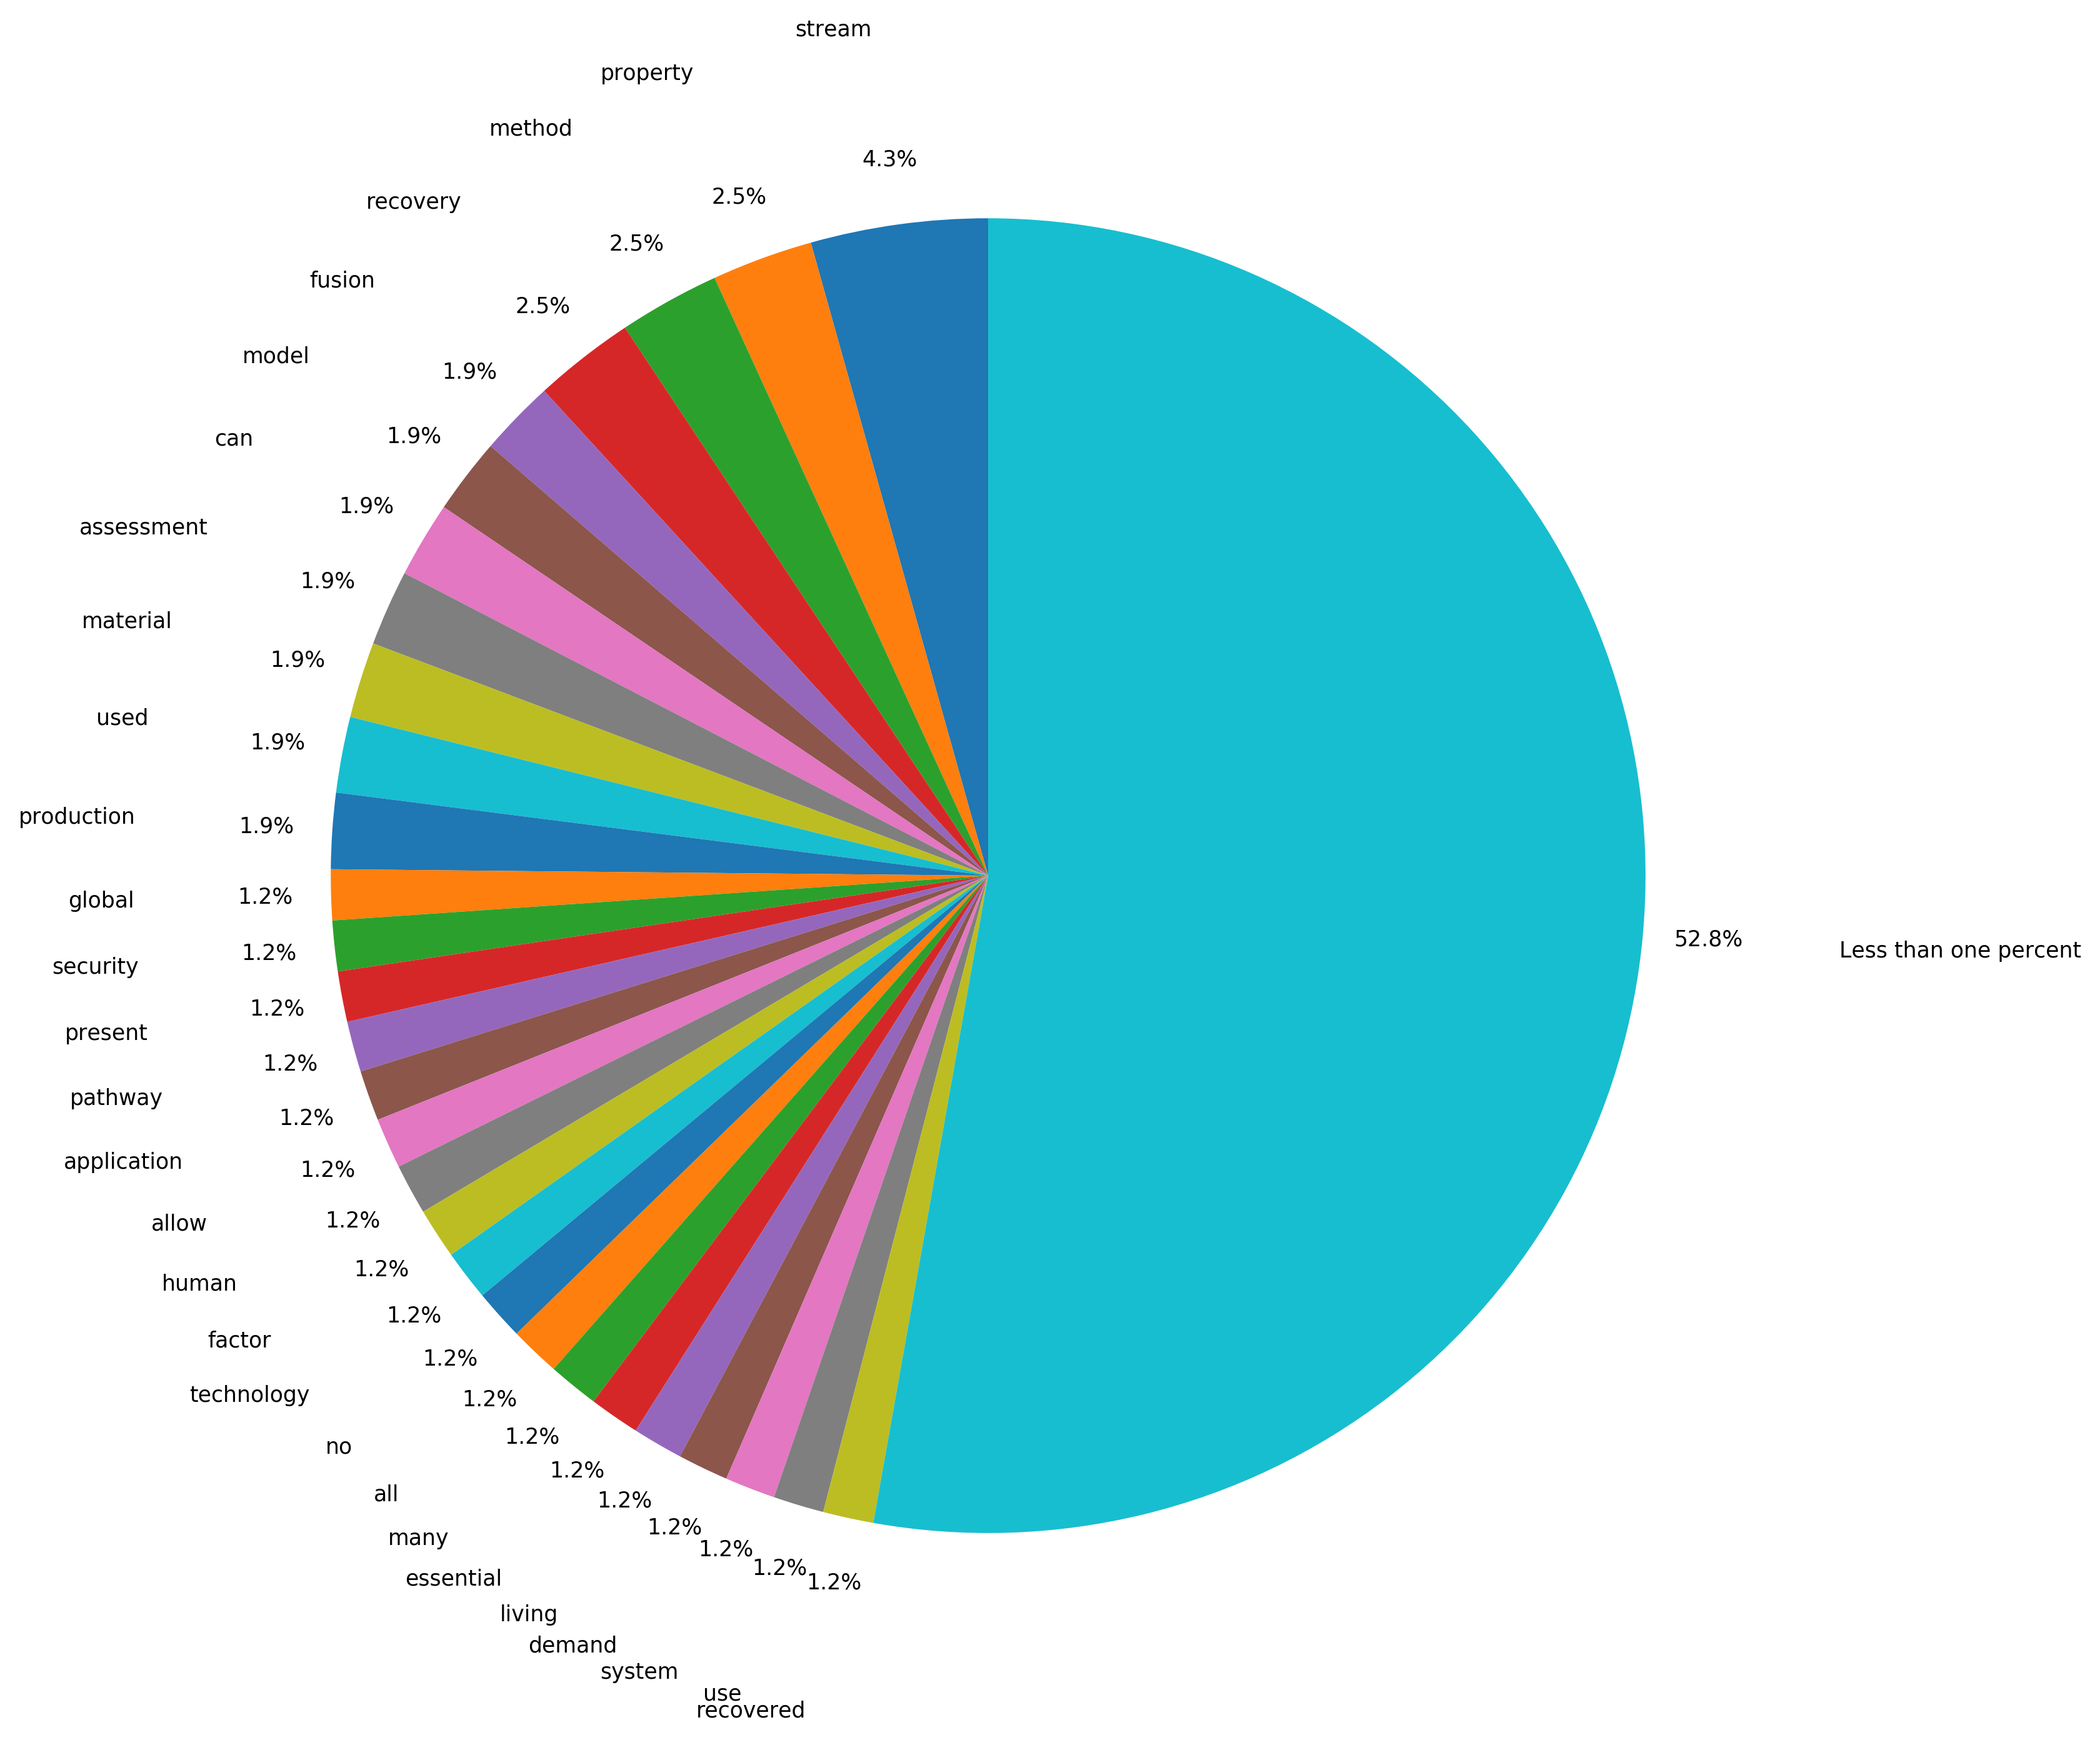 stream
property
method
4.3%
2.5%
recovery
2.5%
fusion
2.5%
model
1.9%
can
1.9%
1.9%
assessment
1.9%
material
1.9%
used
1.9%
production
1.9%
global
1.2%
52.8%
Less than one percent
security
1.2%
present
1.2%
pathway
1.2%
application
1.2%
allow
1.2%
human
1.2%
factor
1.2%
technology
1.2%
no
1.2%
all
1.2%
many
1.2%
essential
1.2%
living
1.2%
demand
1.2%
system
1.2%
use
1.2%
recovered
1.2%